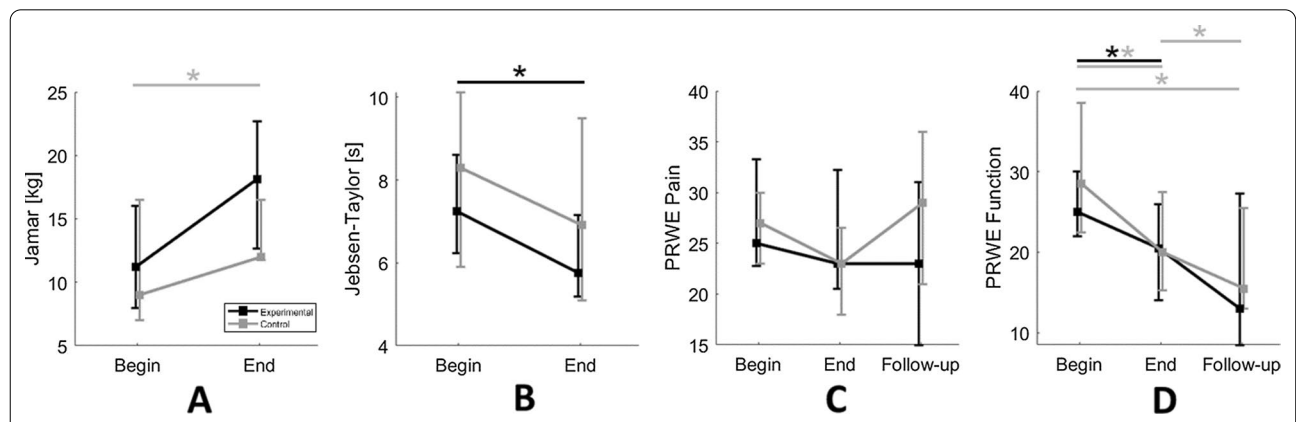 *
Jamar [kg]
25
20
15
10
5
Begin
End
Experimental
Control
A
*
Jebsen-Taylor [s]
10
8
6
4
Begin
End
B
PRWE Pain
40
35
30
25
20
15
Begin
End
Follow-up
C
*
**
*
PRWE Function
40
30
20
10
Begin
End
Follow-up
D